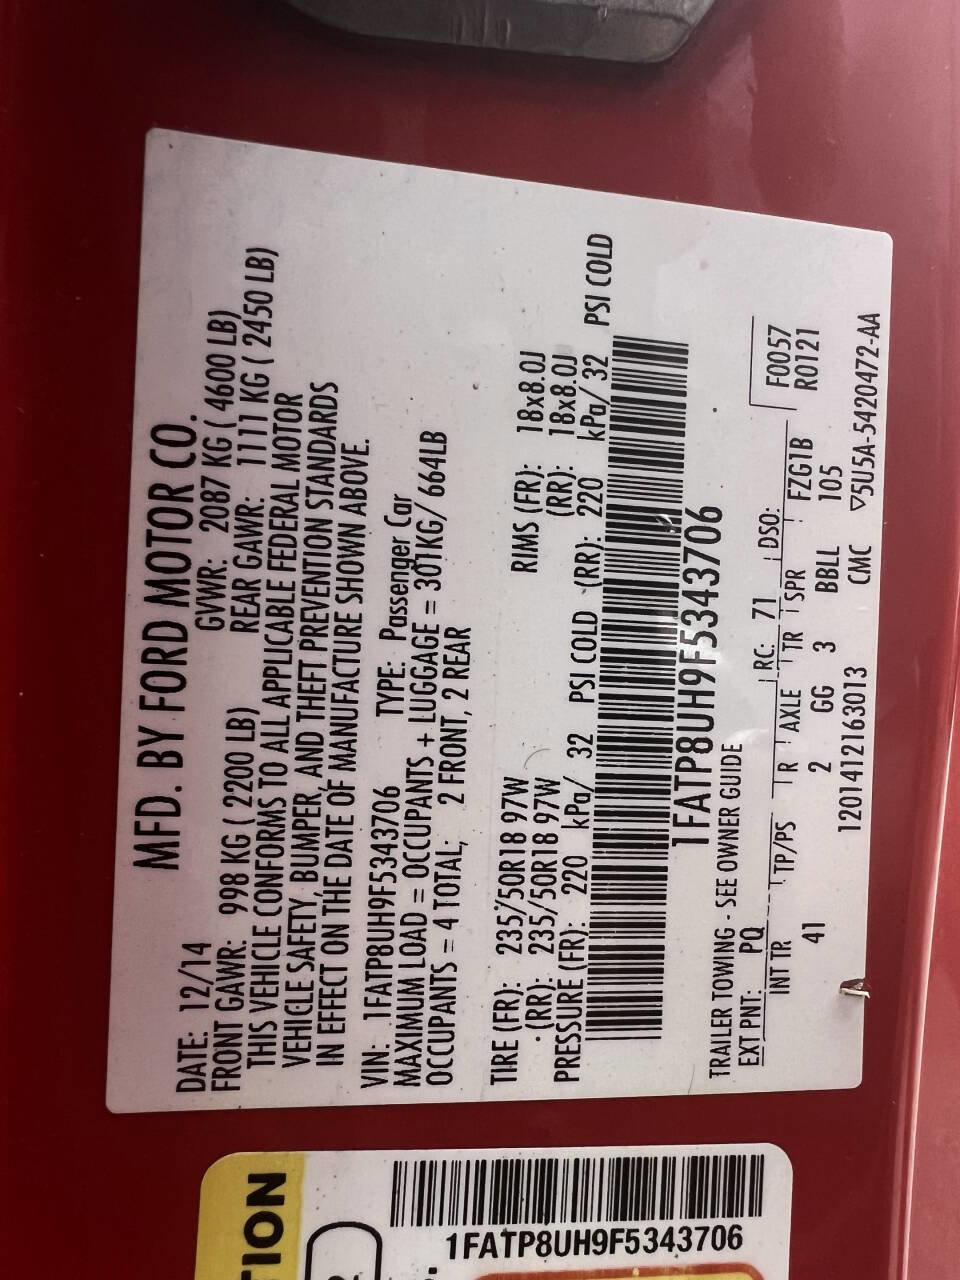 MFD. BY FORD MOTOR CO.
DATE: 12/14 GVWR: 2087 KG ( 4600 LB)
FRONT GAWR: 998 KG ( 2200 LB) REAR GAWR: 1111 KG ( 2450 LB)
THIS VEHICLE CONFORMS TO ALL APPLICABLE FEDERAL MOTOR
VEHICLE SAFETY, BUMPER, AND THEFT PREVENTION STANDARDS
IN EFFECT ON THE DATE OF MANUFACTURE SHOWN ABOVE.
VIN: 1FATP8UH9F5343706 TYPE: Passenger Car
MAXIMUM LOAD = OCCUPANTS + LUGGAGE = 301KG/ 664LB
OCCUPANTS = 4 TOTAL; 2 FRONT, 2 REAR
TIRE (FR): 235/50R18 97W RIMS (FR): 18x8.0J
(RR): 235/50R18 97W (RR): 18x8.0J
PRESSURE (FR): 220 kPa/ 32 PSI COLD (RR): 220 kPa/ 32 PSI COLD
1FATP8UH9F5343706
TRAILER TOWING - SEE OWNER GUIDE
EXT PNT: PQ RC: 71 DSO: F0057
INT TR TP/PS R AXLE TR SPR FZG1B R0121
41 2 GG 3 BBLL 105
1201412163013 CMC ▽5U5A-5420472-AA
TION
1FATP8UH9F5343706